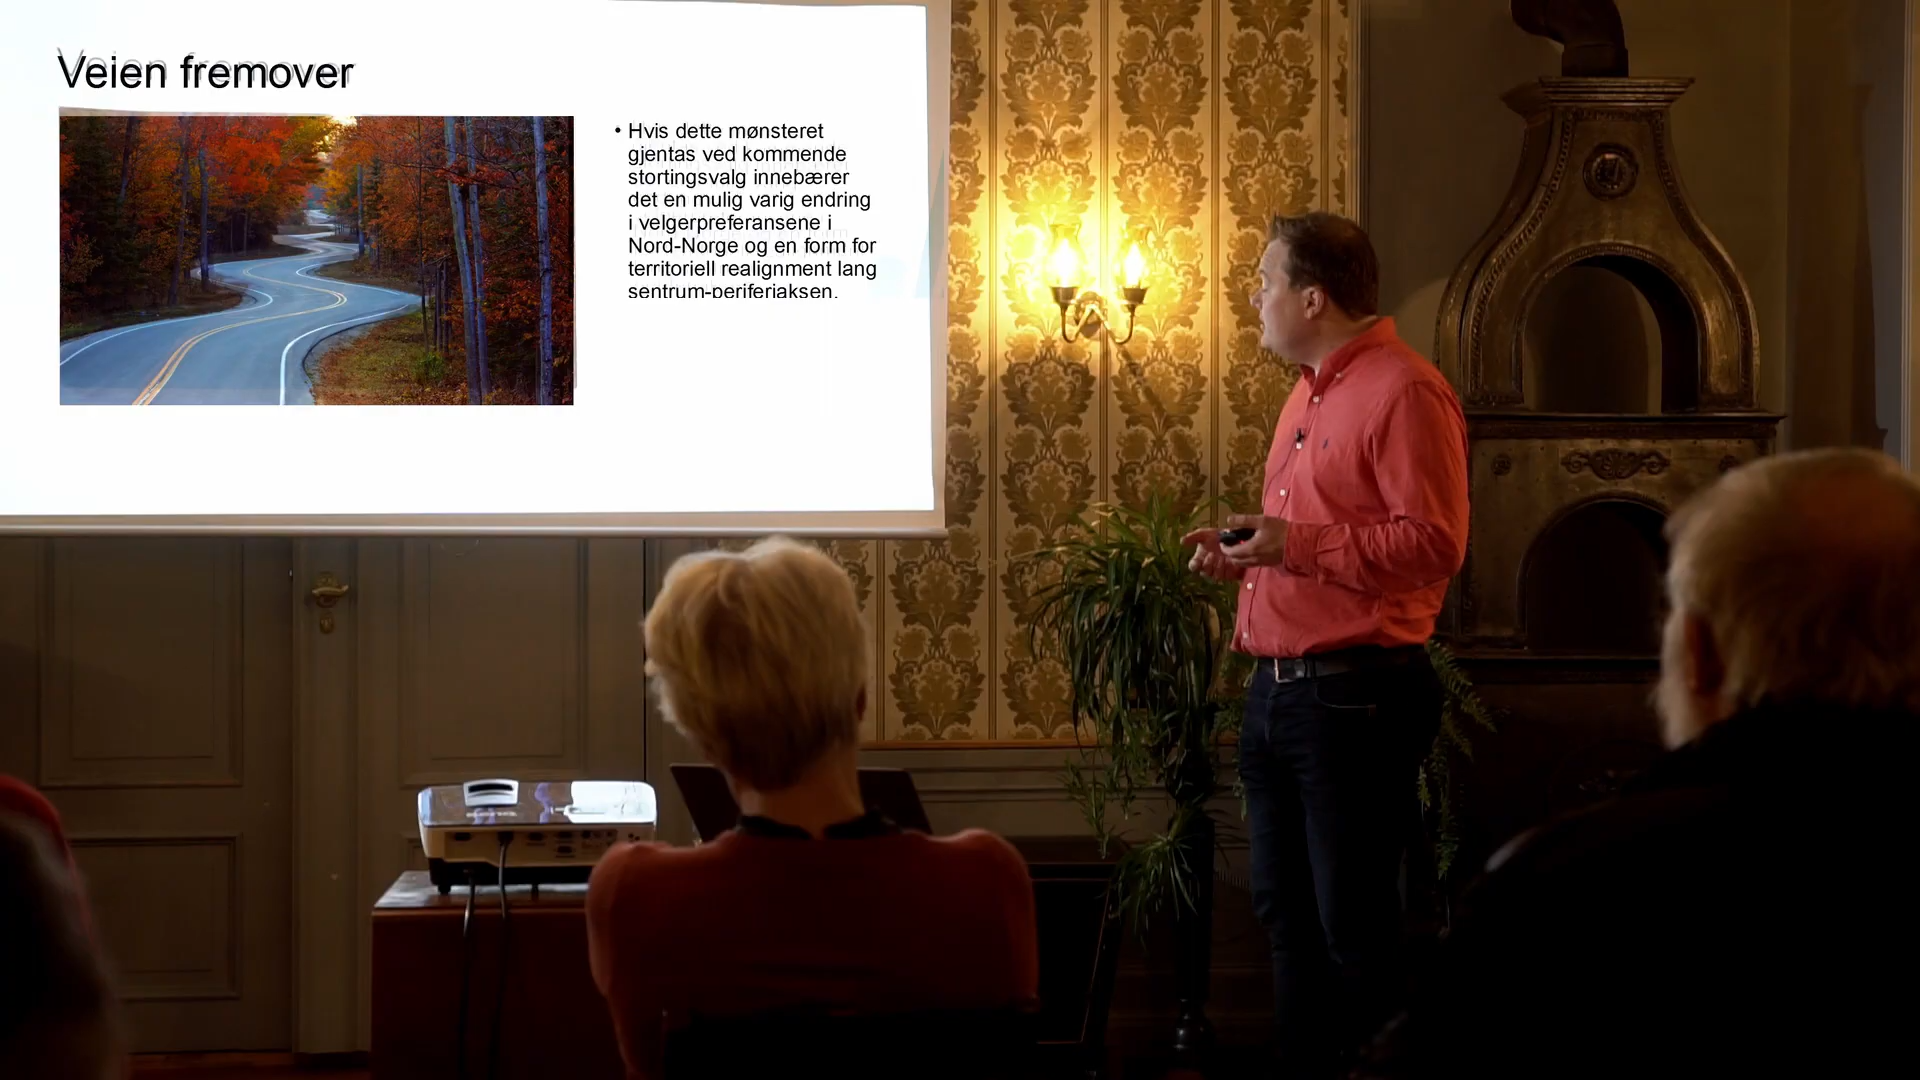 Veien fremover
• Hvis dette mønsteret
gjentas ved kommende
stortingsvalg innebærer
det en mulig varig endring
i velgerpreferansene i
Nord-Norge og en form for
territoriell realignment lang
sentrum-periferiaksen.